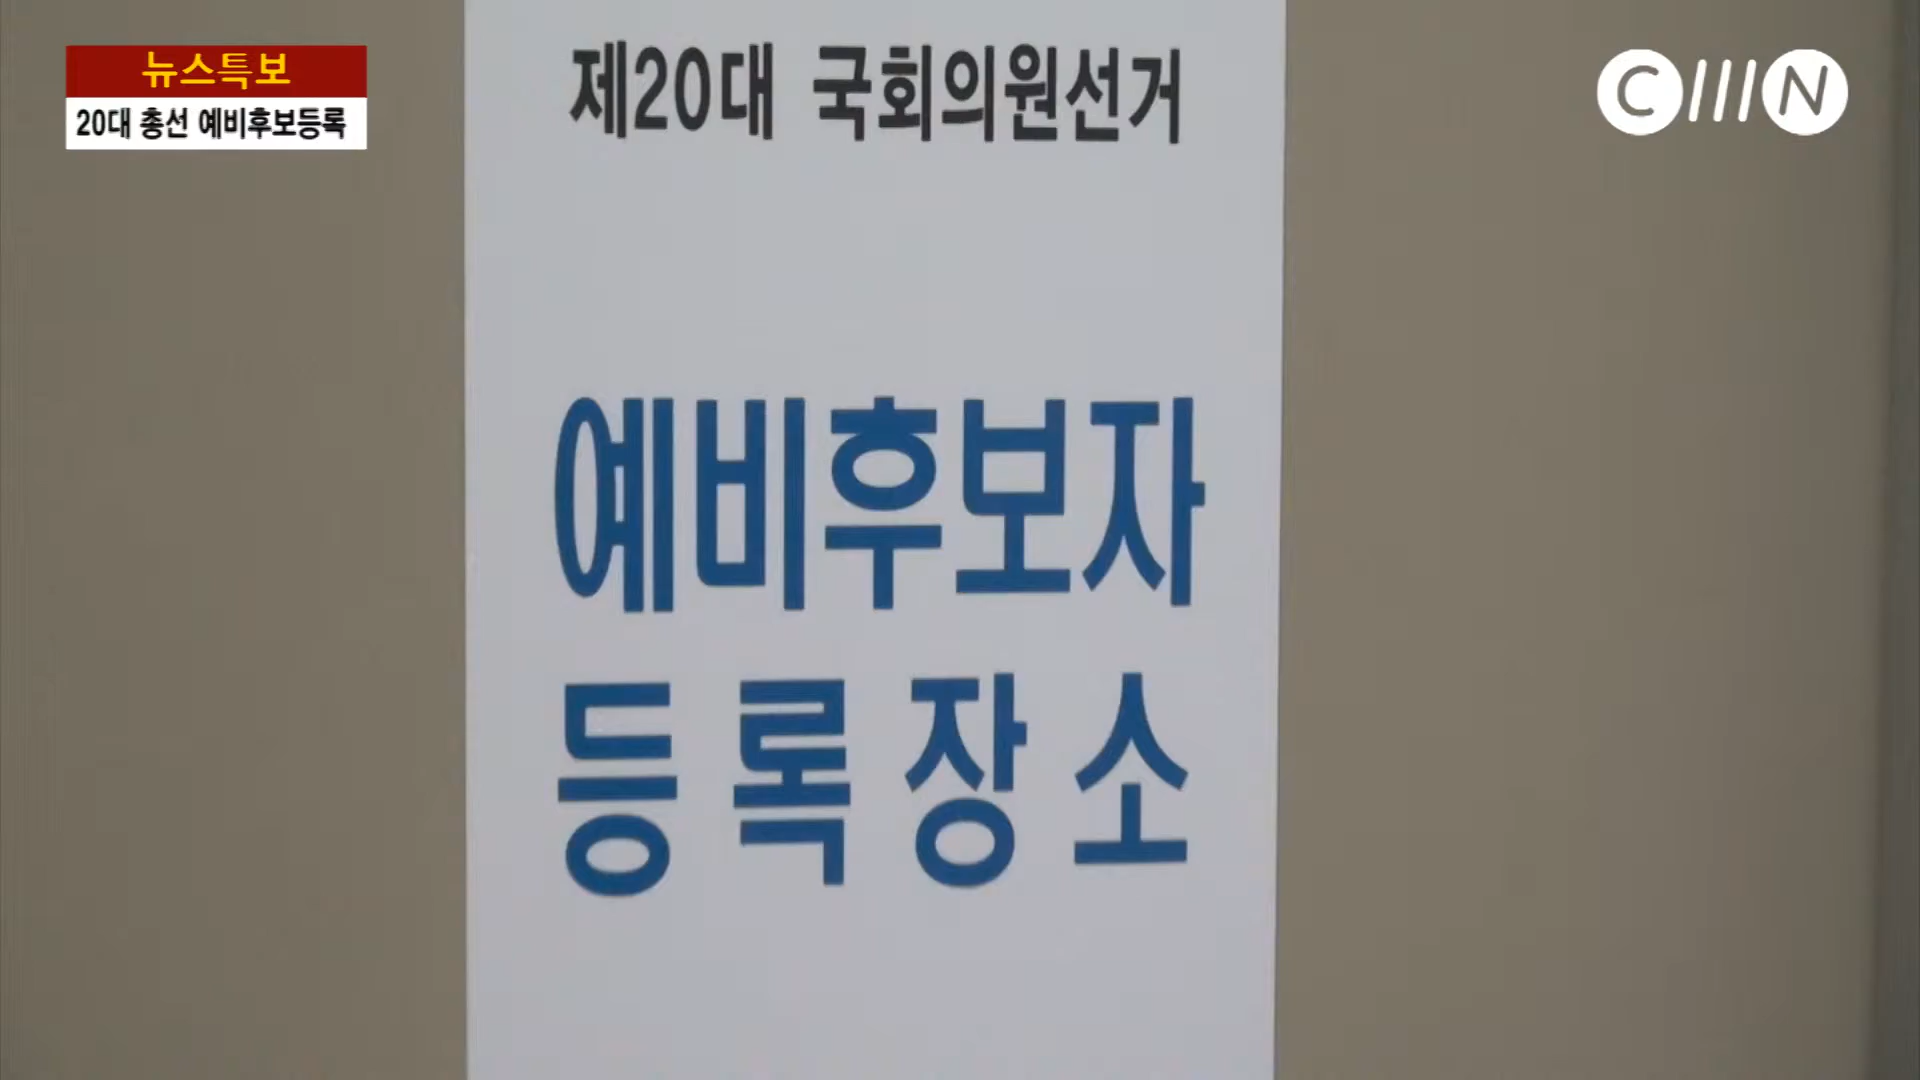 뉴스특보
20대 총선 예비후보등록
C///N
제20대 국회의원선거
예비후보자
등록장소